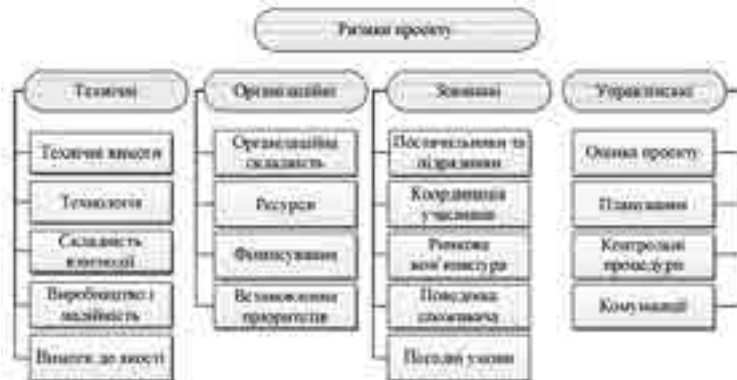 Ризики проекту
Технічні
Організаційні
Зовнішні
Управлінські
Технічні вимоги
Технологія
Складність
взаємодії
Виробництво і
надійність
Вимоги до якості
Організаційна
складність
Ресурси
Фінансування
Встановлення
пріоритетів
Постачальники та
підрядники
Координація
учасників
Ринкова
кон'юнктура
Поведінка
споживача
Погодні умови
Оцінка проекту
Планування
Контрольні
процедури
Комунікації